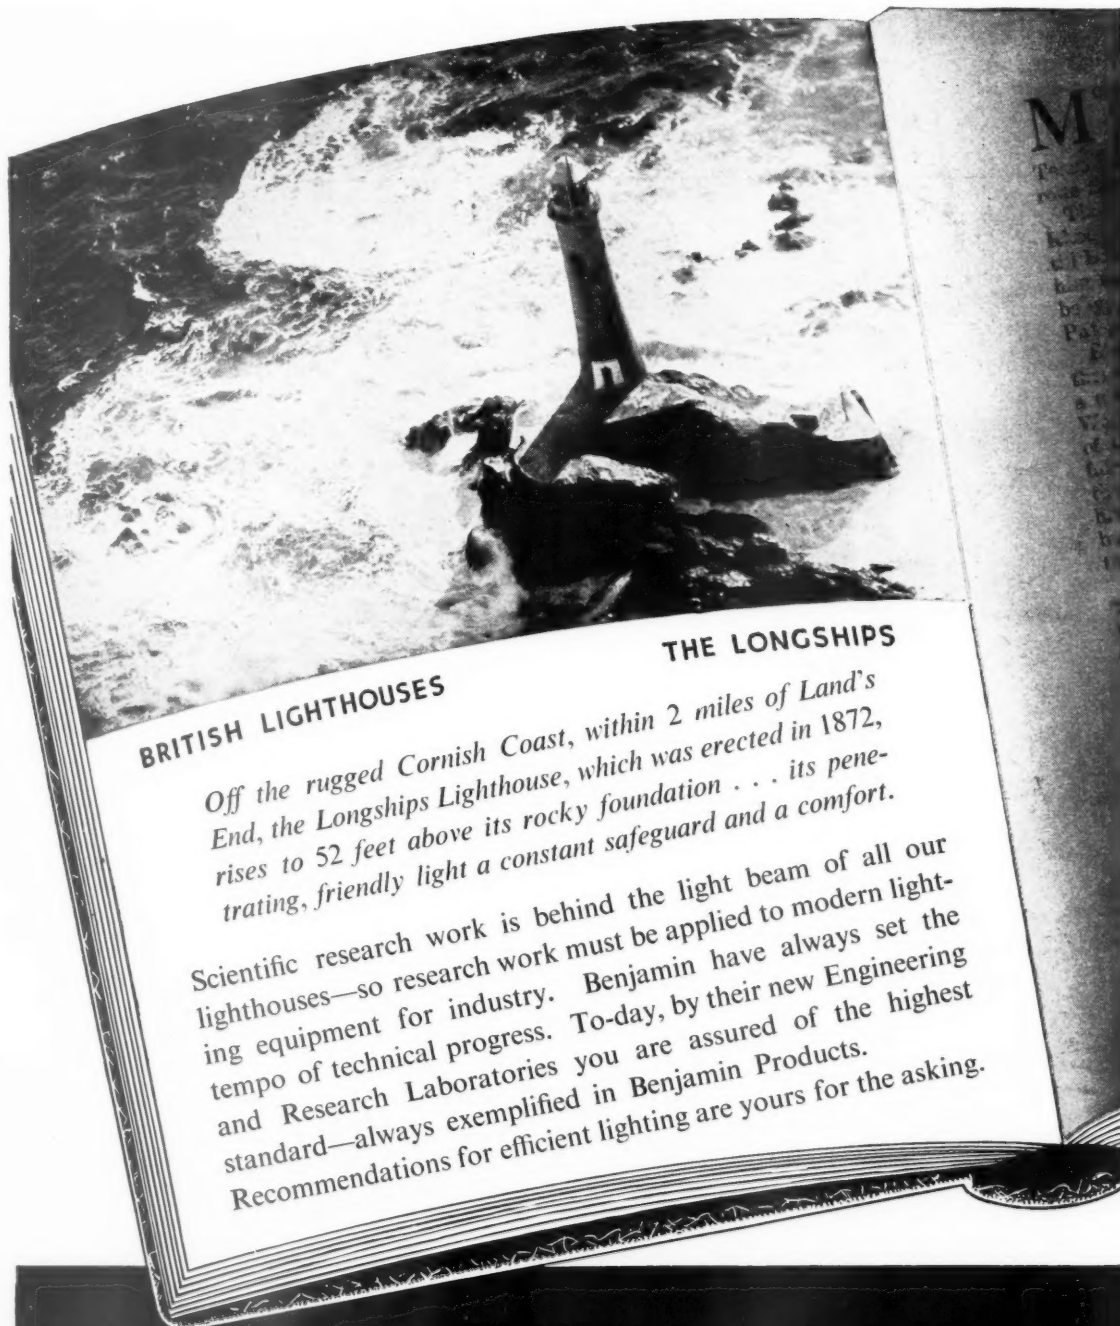 BRITISH LIGHTHOUSES THE LONGSHIPS
Off the rugged Cornish Coast, within 2 miles of Land's
End, the Longships Lighthouse, which was erected in 1872,
rises to 52 feet above its rocky foundation . . . its pene-
trating, friendly light a constant safeguard and a comfort.
Scientific research work is behind the light beam of all our
lighthouses—so research work must be applied to modern light-
ing equipment for industry. Benjamin have always set the
tempo of technical progress. To-day, by their new Engineering
and Research Laboratories you are assured of the highest
standard—always exemplified in Benjamin Products.
Recommendations for efficient lighting are yours for the asking.